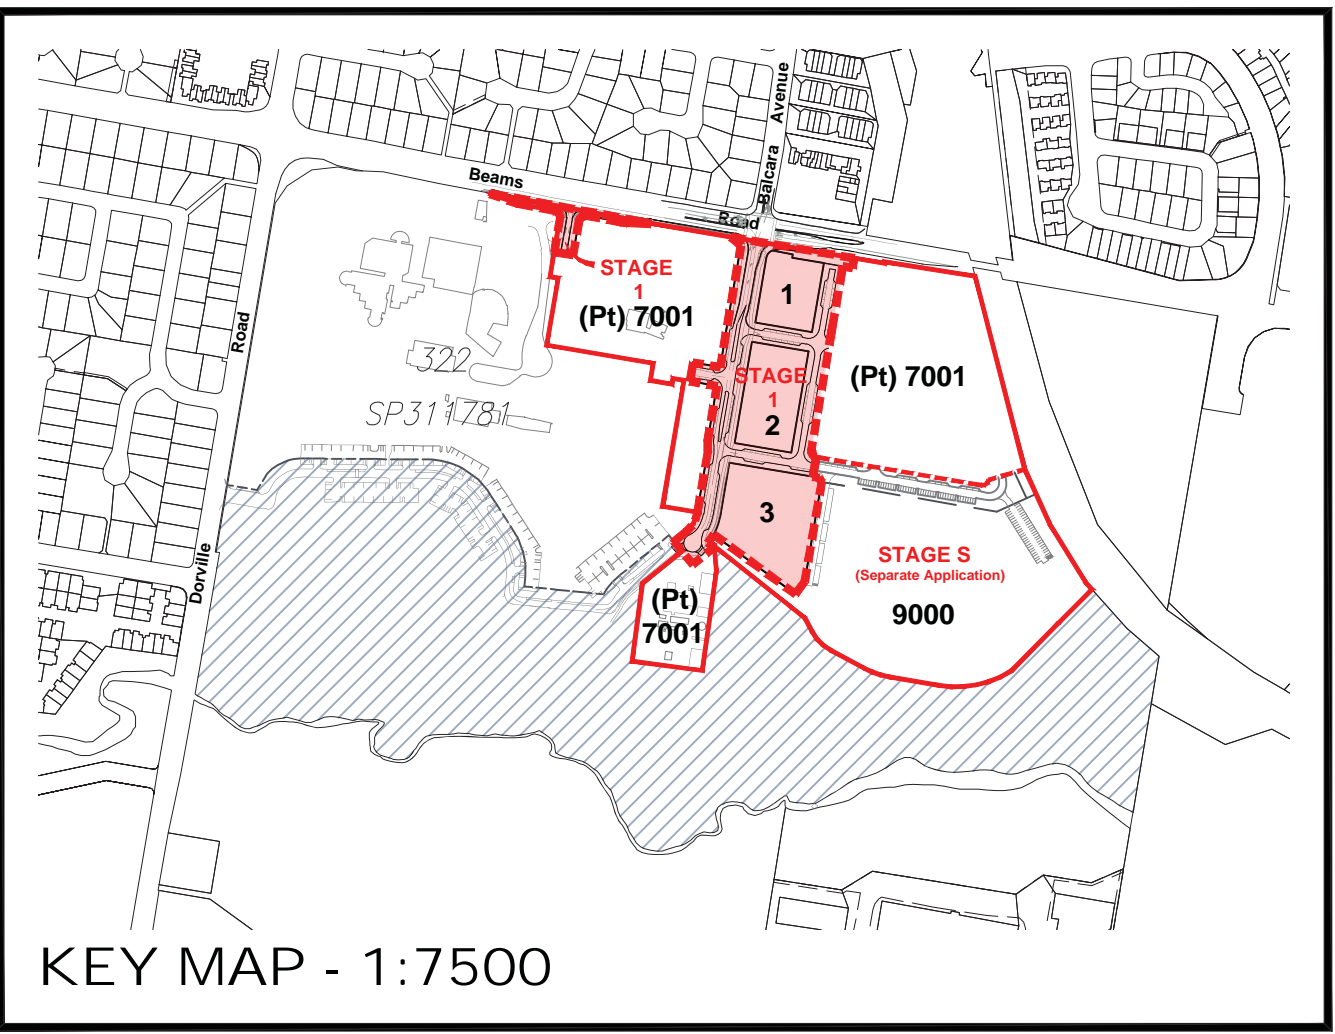 Avenue
Balcara
Beams
Road
STAGE
1
(Pt) 7001
1
Road
322
STAGE
1
2
(Pt) 7001
SP311781
3
STAGE S
(Separate Application)
9000
Dorville
(Pt)
7001
KEY MAP - 1:7500